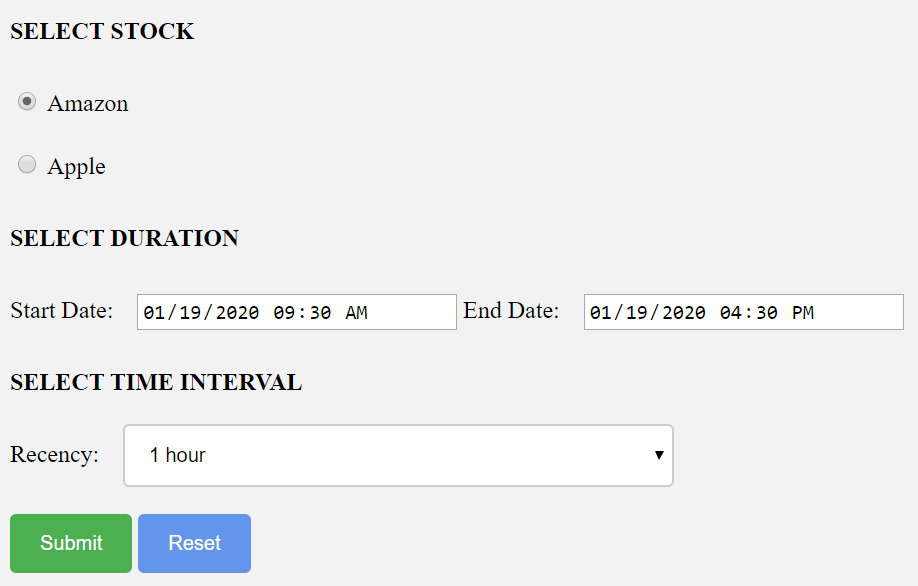 SELECT STOCK
Amazon
Apple
SELECT DURATION
Start Date: 01/19/2020 09:30 AM End Date: 01/19/2020 04:30 PM
SELECT TIME INTERVAL
Recency: 1 hour
Submit Reset